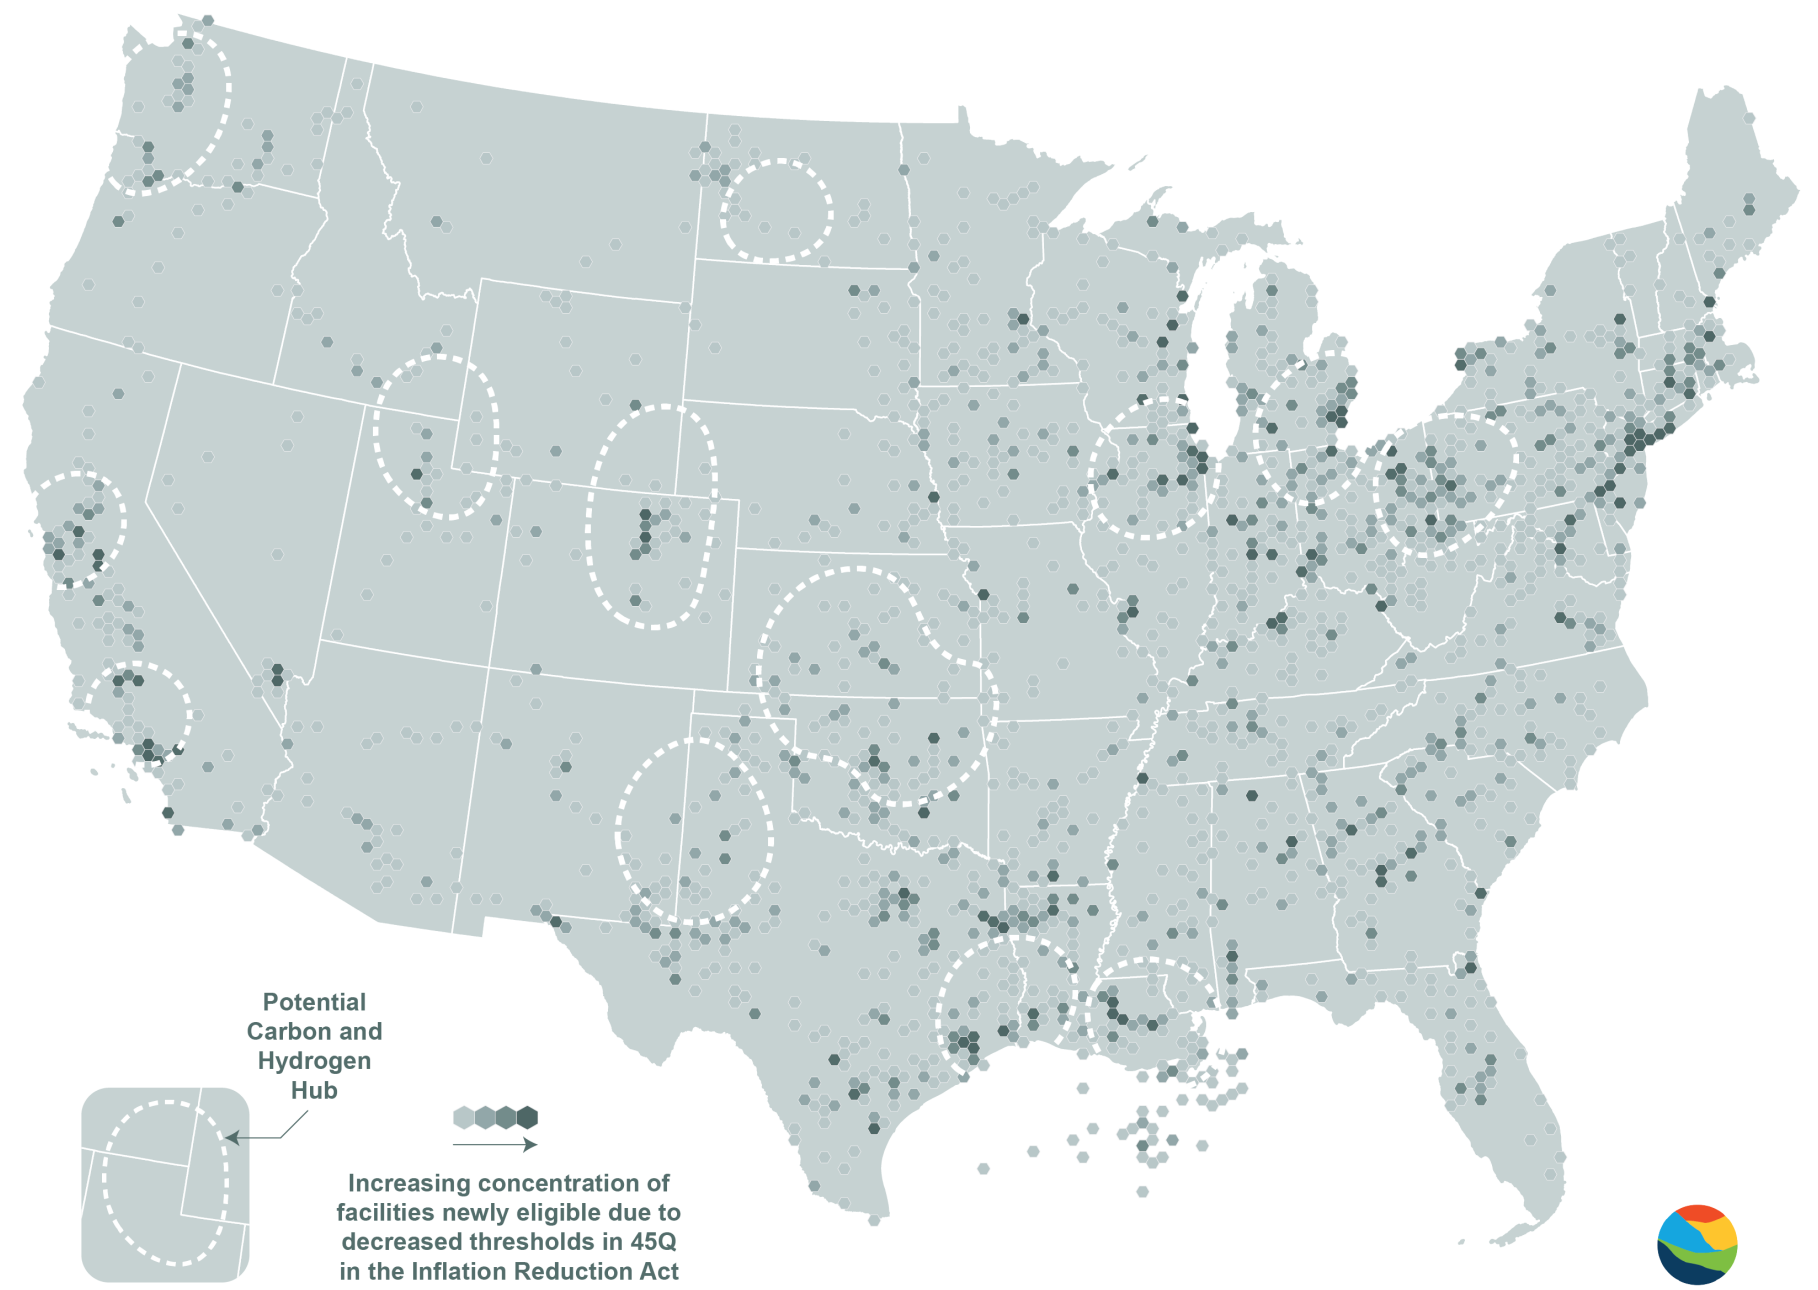 Potential
Carbon and
Hydrogen
Hub
Increasing concentration of
facilities newly eligible due to
decreased thresholds in 45Q
in the Inflation Reduction Act